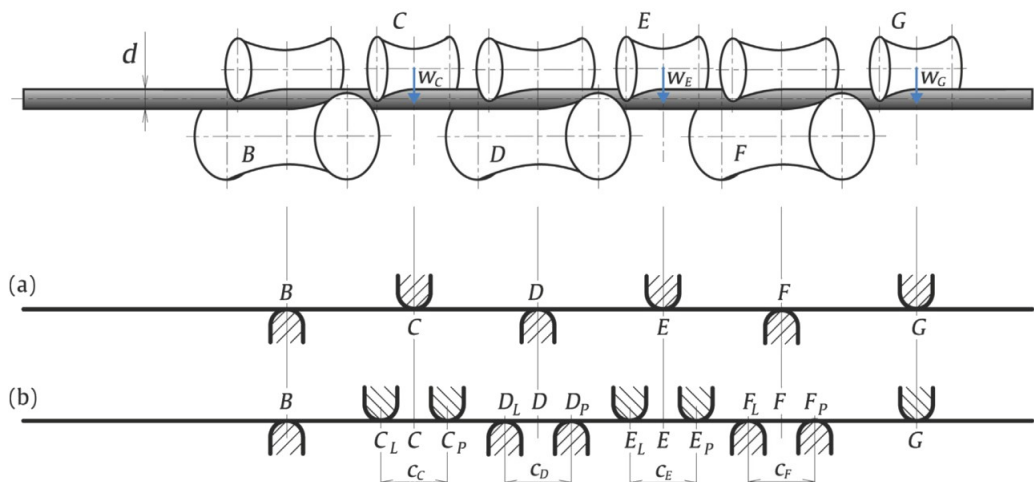 C E G
d w_C w_E w_G
B D F
(a) B D F
C E G
(b) B D_L D D_P F_L F F_P
C_L C C_P E_L E E_P G
c_C c_D c_E c_F